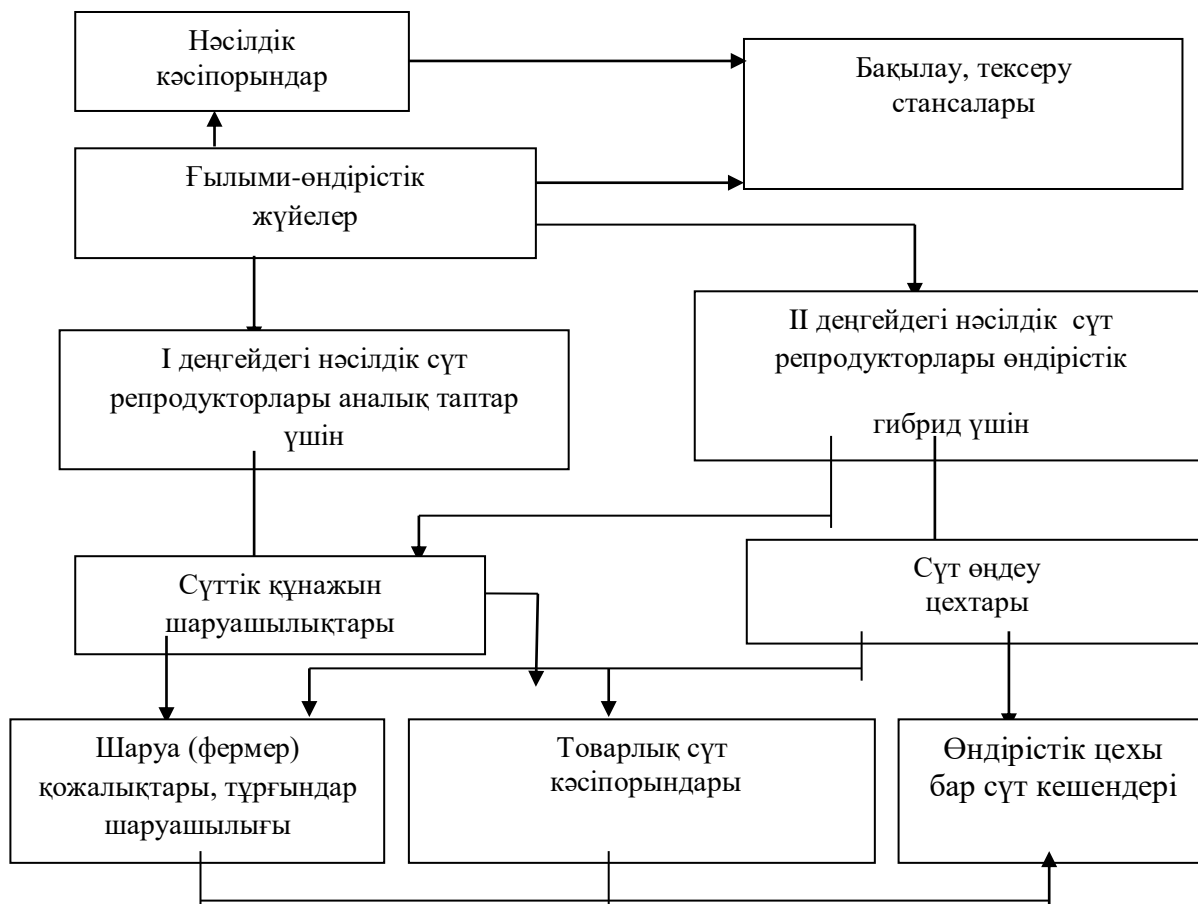 Нәсілдік
кәсіпорындар
Бақылау, тексеру
стансалары
Ғылыми-өндірістік
жүйелер
I деңгейдегі нәсілдік сүт
репродукторлары аналық таптар
үшін
II деңгейдегі нәсілдік сүт
репродукторлары өндірістік
гибрид үшін
Сүттік құнажын
шаруашылықтары
Сүт өңдеу
цехтары
Шаруа (фермер)
қожалықтары, тұрғындар
шаруашылығы
Товарлық сүт
кәсіпорындары
Өндірістік цехы
бар сүт кешендері